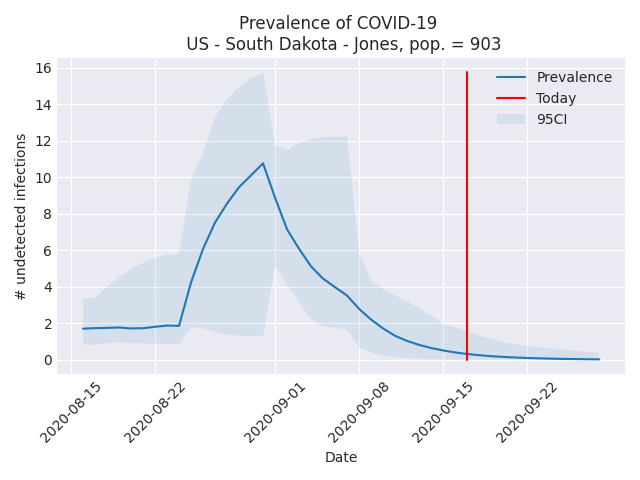 Prevalence of COVID-19
US - South Dakota - Jones, pop. = 903
# undetected infections
16
14
12
10
8
6
4
2
0
Prevalence
Today
95CI
2020-08-15
2020-08-22
2020-09-01
2020-09-08
2020-09-15
2020-09-22
Date